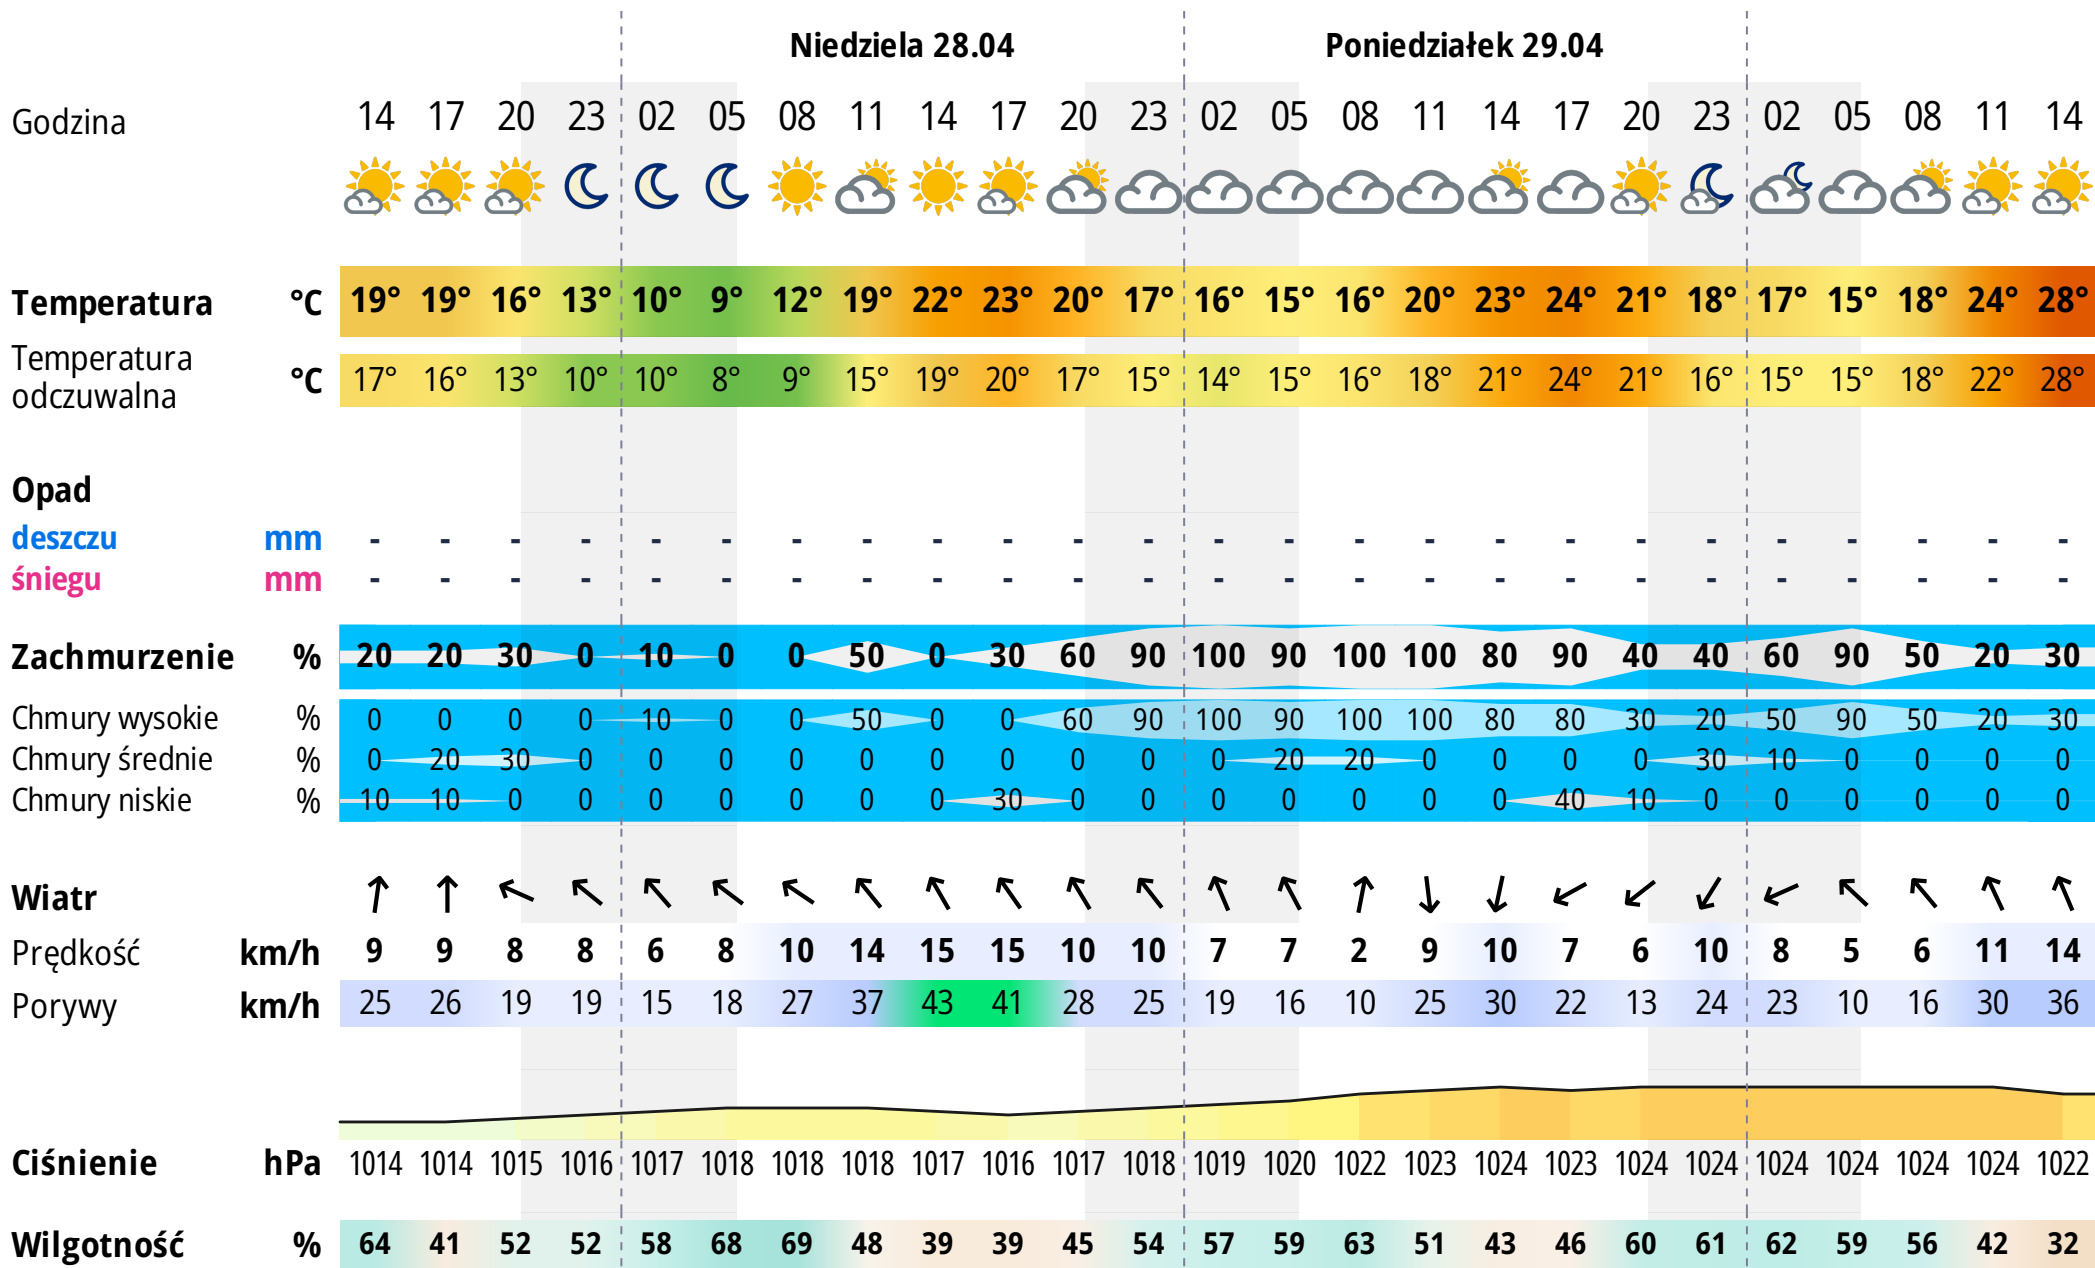 Niedziela 28.04 Poniedziałek 29.04
Godzina 14 17 20 23 02 05 08 11 14 17 20 23 02 05 08 11 14 17 20 23 02 05 08 11 14
Temperatura °C 19° 19° 16° 13° 10° 9° 12° 19° 22° 23° 20° 17° 16° 15° 16° 20° 23° 24° 21° 18° 17° 15° 18° 24° 28°
Temperatura
odczuwalna °C 17° 16° 13° 10° 10° 8° 9° 15° 19° 20° 17° 15° 14° 15° 16° 18° 21° 24° 21° 16° 15° 15° 18° 22° 28°
Opad
deszczu mm - - - - - - - - - - - - - - - - - - - - - - - - -
śniegu mm - - - - - - - - - - - - - - - - - - - - - - - - -
Zachmurzenie % 20 20 30 0 10 0 0 50 0 30 60 90 100 90 100 100 80 90 40 40 60 90 50 20 30
Chmury wysokie % 0 0 0 0 10 0 0 50 0 0 60 90 100 90 100 100 80 80 30 20 50 90 50 20 30
Chmury średnie % 0 20 30 0 0 0 0 0 0 0 0 0 0 20 20 0 0 0 0 30 10 0 0 0 0
Chmury niskie % 10 10 0 0 0 0 0 0 0 30 0 0 0 0 0 0 0 40 10 0 0 0 0 0 0
Wiatr
Prędkość km/h 9 9 8 8 6 8 10 14 15 15 10 10 7 7 2 9 10 7 6 10 8 5 6 11 14
Porywy km/h 25 26 19 19 15 18 27 37 43 41 28 25 19 16 10 25 30 22 13 24 23 10 16 30 36
Ciśnienie hPa 1014 1014 1015 1016 1017 1018 1018 1018 1017 1016 1017 1018 1019 1020 1022 1023 1024 1023 1024 1024 1024 1024 1024 1024 1022
Wilgotność % 64 41 52 52 58 68 69 48 39 39 45 54 57 59 63 51 43 46 60 61 62 59 56 42 32